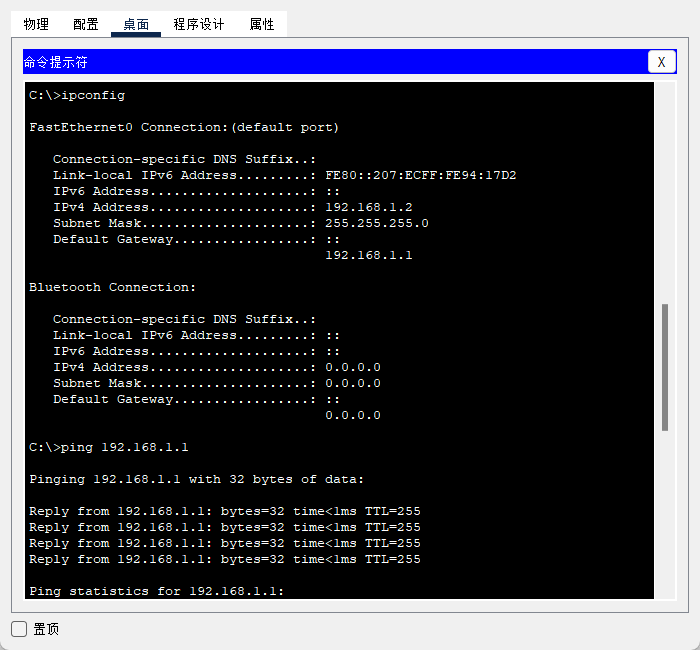 物理 配置 桌面 程序设计 属性
命令提示符 X
C:\>ipconfig
FastEthernet0 Connection:(default port)
Connection-specific DNS Suffix..:
Link-local IPv6 Address.........: FE80::207:ECFF:FE94:17D2
IPv6 Address....................: ::
IPv4 Address....................: 192.168.1.2
Subnet Mask.....................: 255.255.255.0
Default Gateway.................: ::
192.168.1.1
Bluetooth Connection:
Connection-specific DNS Suffix..:
Link-local IPv6 Address.........: ::
IPv6 Address....................: ::
IPv4 Address....................: 0.0.0.0
Subnet Mask.....................: 0.0.0.0
Default Gateway.................: ::
0.0.0.0
C:\>ping 192.168.1.1
Pinging 192.168.1.1 with 32 bytes of data:
Reply from 192.168.1.1: bytes=32 time<1ms TTL=255
Reply from 192.168.1.1: bytes=32 time<1ms TTL=255
Reply from 192.168.1.1: bytes=32 time<1ms TTL=255
Reply from 192.168.1.1: bytes=32 time<1ms TTL=255
Ping statistics for 192.168.1.1:
置顶